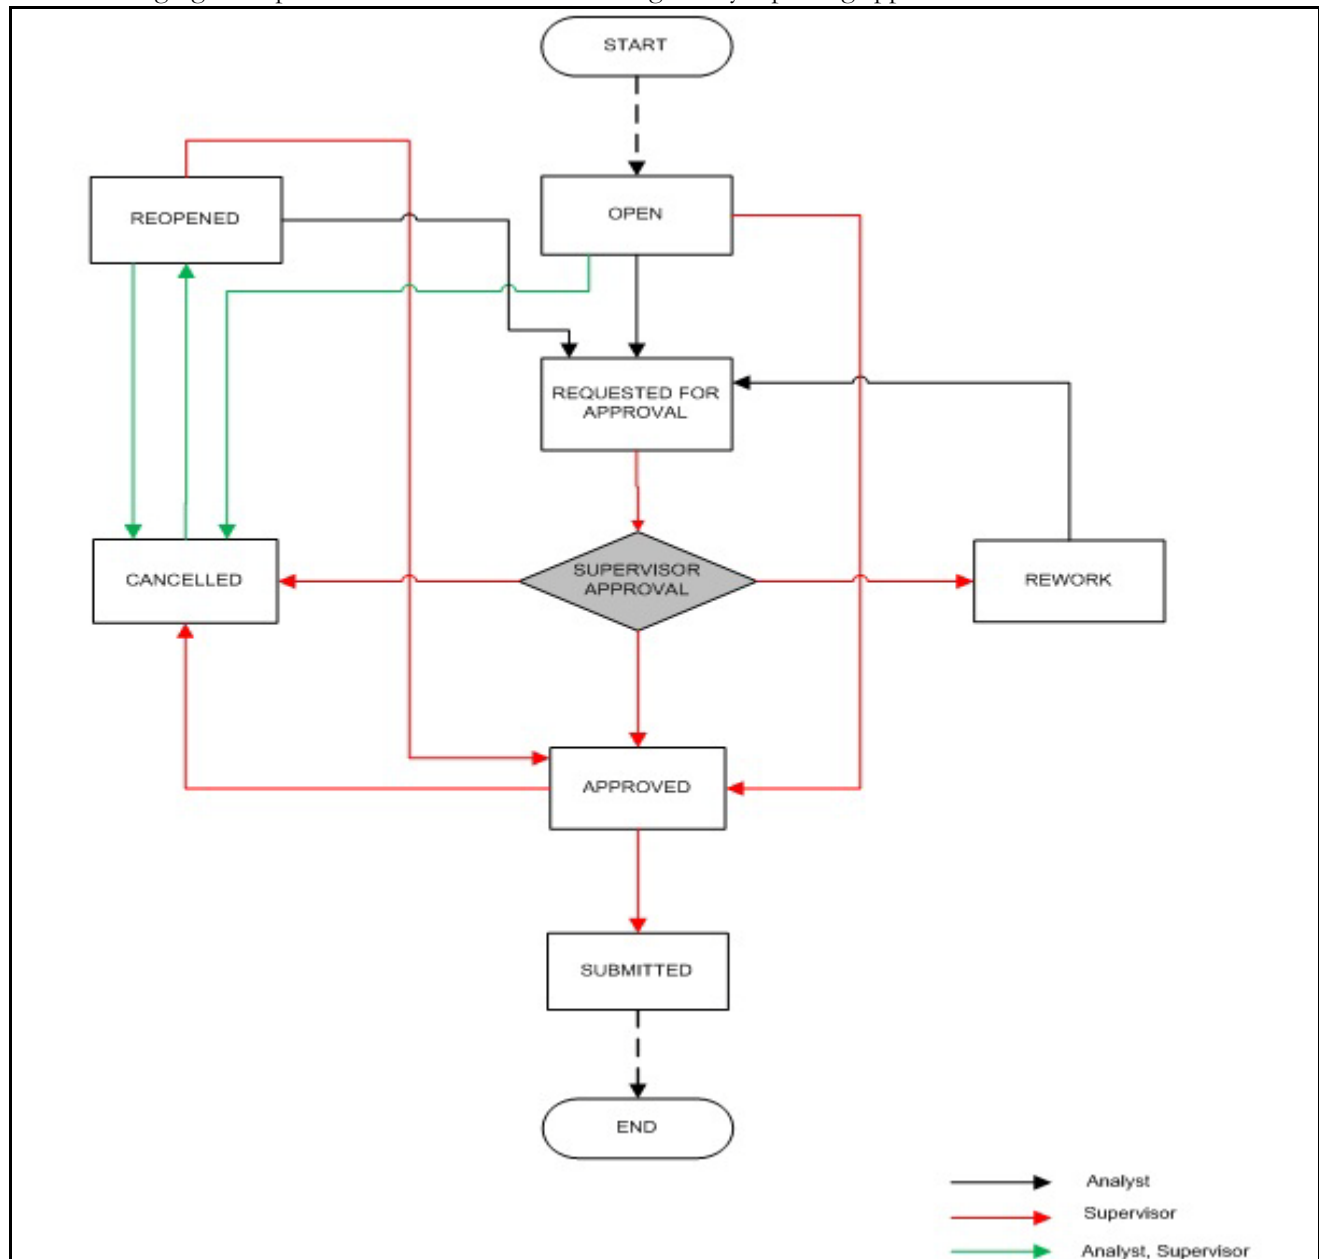 START
REOPENED
OPEN
REQUESTED FOR
APPROVAL
CANCELLED
SUPERVISOR
APPROVAL
REWORK
APPROVED
SUBMITTED
END
Analyst
Supervisor
Analyst, Supervisor